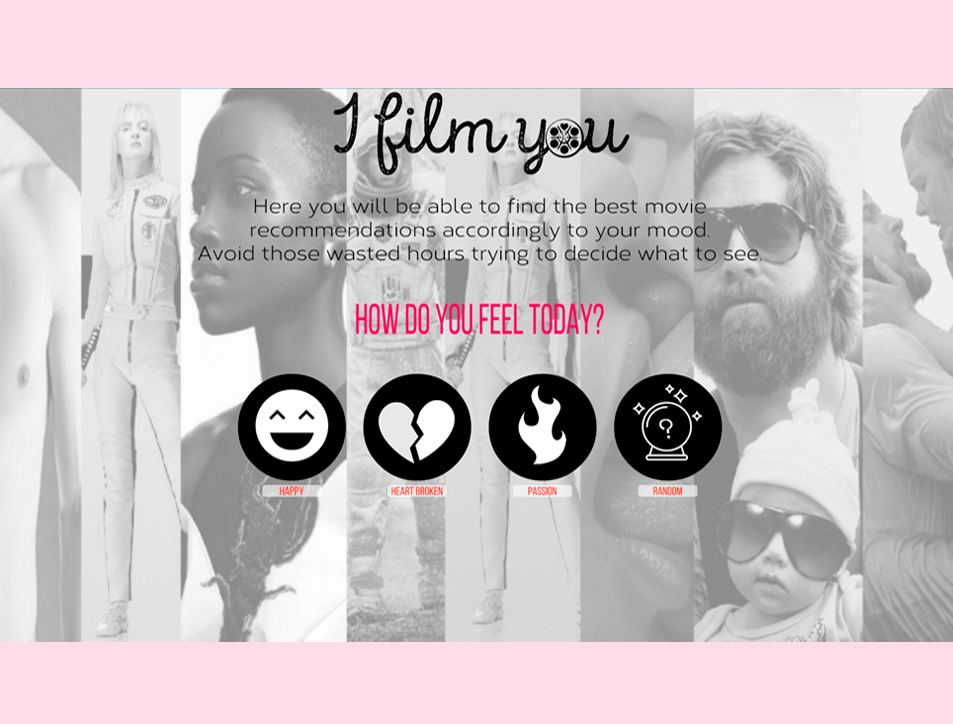 I film you
Here you will be able to find the best movie
recommendations accordingly to your mood.
Avoid those wasted hours trying to decide what to see.
HOW DO YOU FEEL TODAY?
?
HAPPY
HEART BROKEN
PASSION
RANDOM